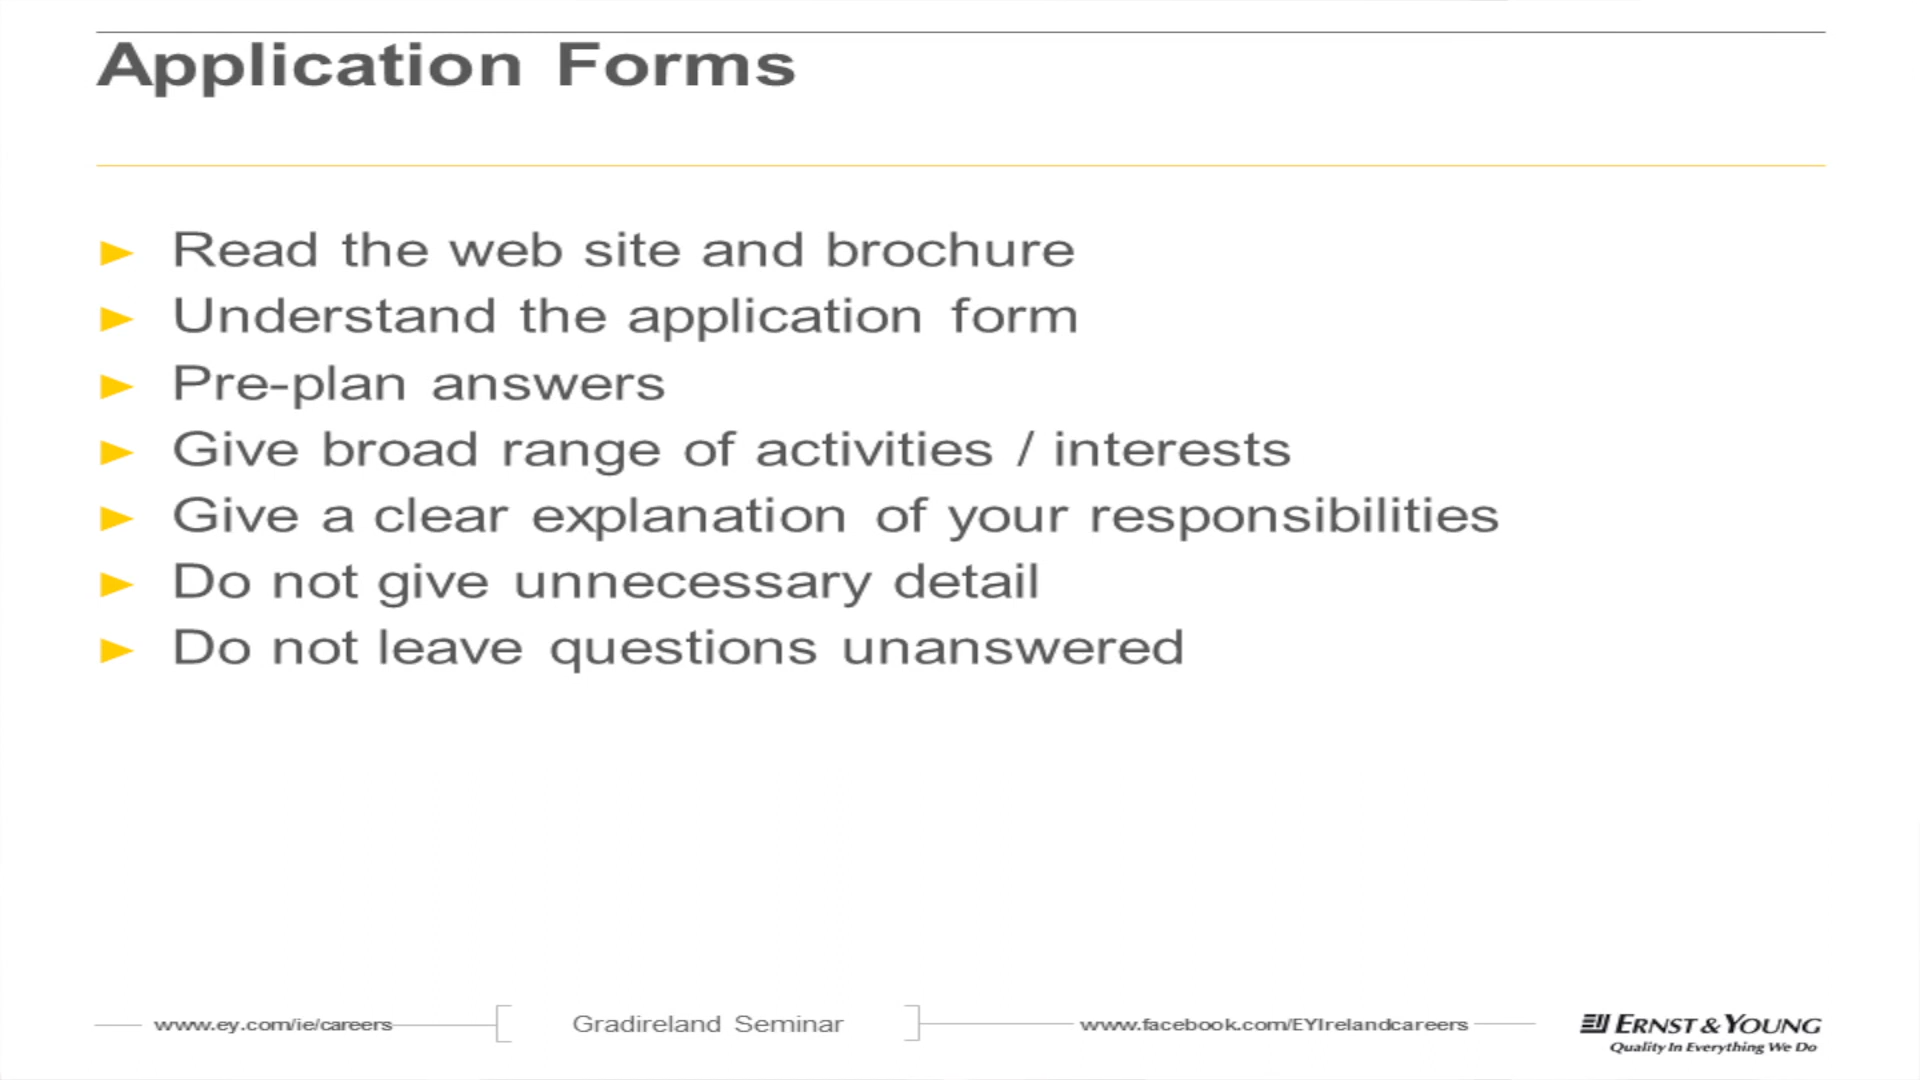 Application Forms
► Read the web site and brochure
► Understand the application form
► Pre-plan answers
► Give broad range of activities / interests
► Give a clear explanation of your responsibilities
► Do not give unnecessary detail
► Do not leave questions unanswered
www.ey.com/ie/careers
Gradireland Seminar
www.facebook.com/EYIrelandcareers
ERNST & YOUNG
Quality In Everything We Do